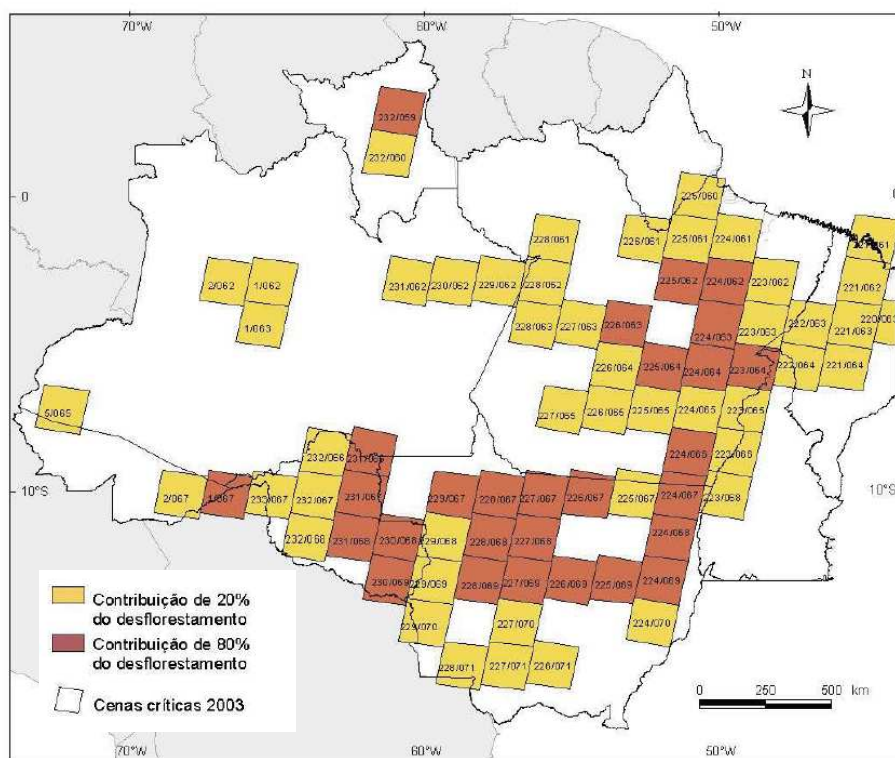 70°W 60°W 50°W
N
232/059
232/060
0
225/060
228/061 226/061 225/061 224/061
2/062 1/062 231/062 230/062 229/062 228/062 225/062 224/062 223/062 221/062
1/063 228/063 227/063 226/063 224/063 223/063 222/063 221/063
226/064 225/064 224/064 223/064 222/064 221/064
5/065 227/065 226/065 225/065 224/065 223/065
232/066 231/066 224/066 223/066
10°S 2/067 1/067 233/067 232/067 231/067 229/067 228/067 227/067 226/067 225/067 224/067 10°S
232/068 231/068 230/068 229/068 228/068 227/068 224/068
230/069 229/069 228/069 227/069 226/069 225/069 224/069
229/070 227/070 224/070
228/071 227/071 226/071
Contribuição de 20%
do desflorestamento
Contribuição de 80%
do desflorestamento
Cenas críticas 2003
0 250 500 km
70°W 60°W 50°W